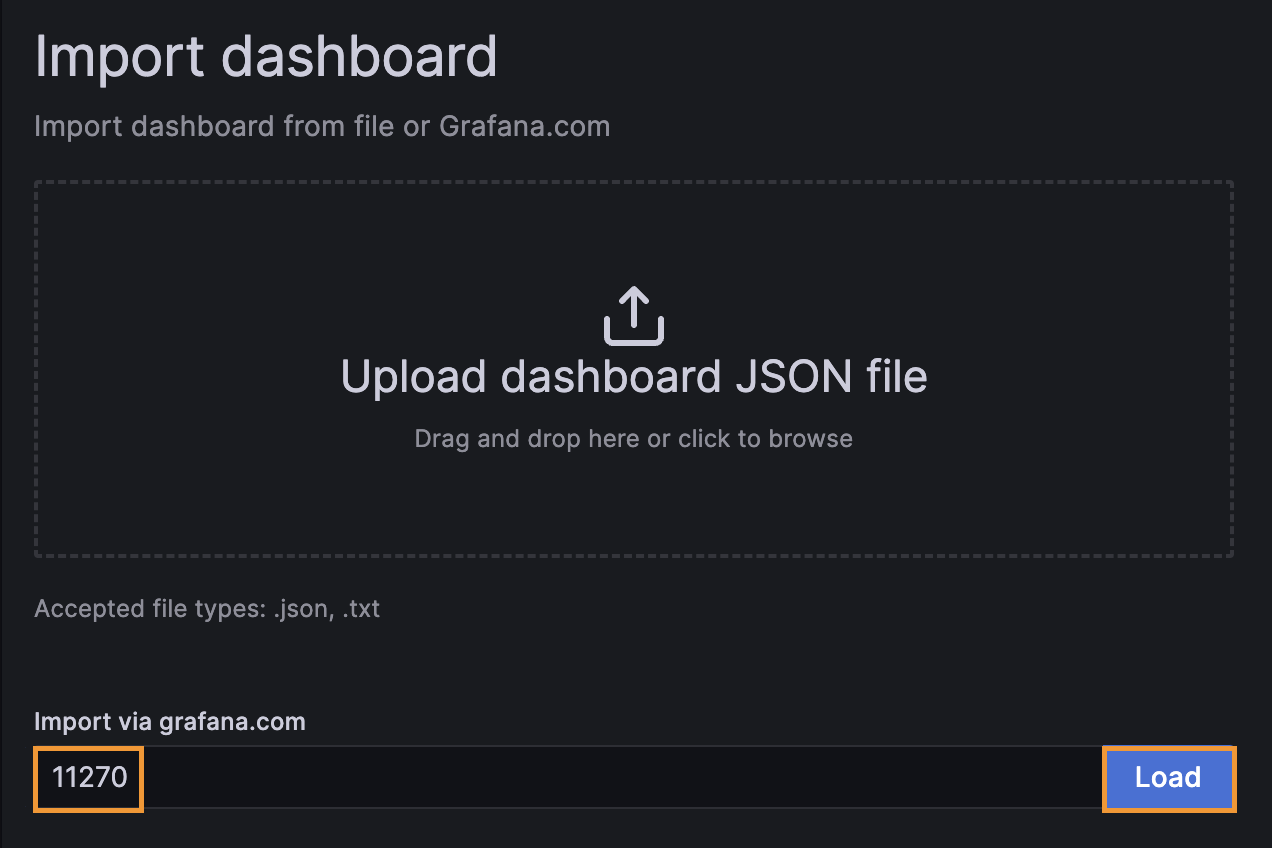 Import dashboard
Import dashboard from file or Grafana.com
Upload dashboard JSON file
Drag and drop here or click to browse
Accepted file types: .json, .txt
Import via grafana.com
11270
Load